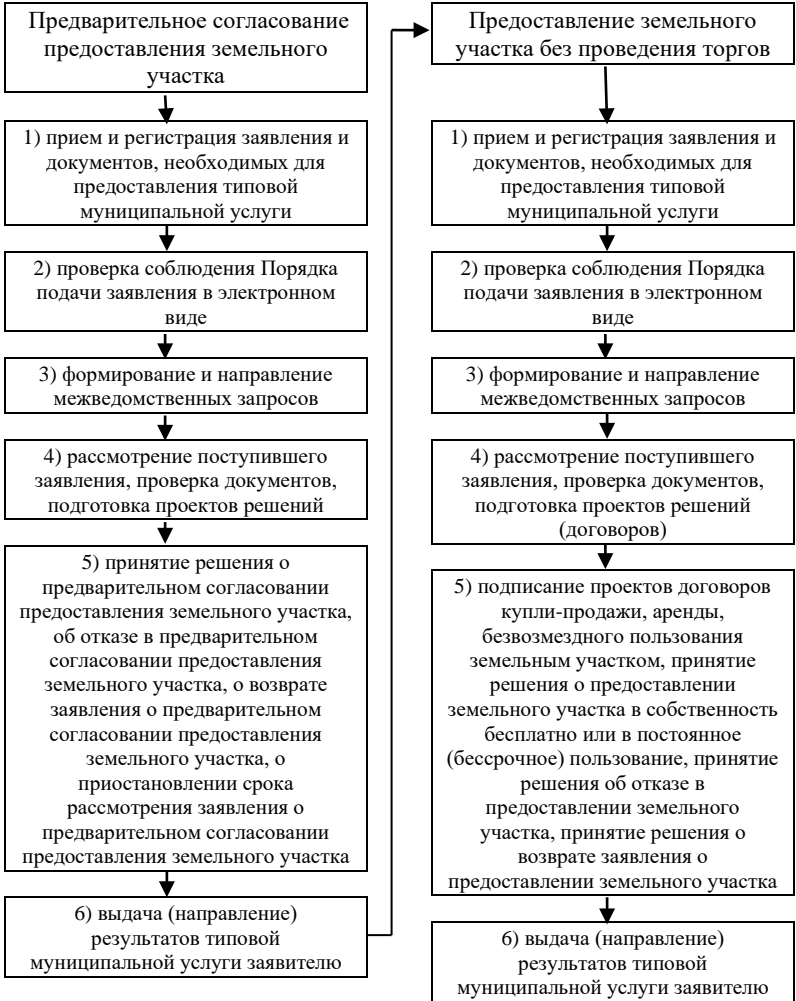 Предварительное согласование
предоставления земельного
участка
1) прием и регистрация заявления и
документов, необходимых для
предоставления типовой
муниципальной услуги
2) проверка соблюдения Порядка
подачи заявления в электронном
виде
3) формирование и направление
межведомственных запросов
4) рассмотрение поступившего
заявления, проверка документов,
подготовка проектов решений
5) принятие решения о
предварительном согласовании
предоставления земельного участка,
об отказе в предварительном
согласовании предоставления
земельного участка, о возврате
заявления о предварительном
согласовании предоставления
земельного участка, о
приостановлении срока
рассмотрения заявления о
предварительном согласовании
предоставления земельного участка
6) выдача (направление)
результатов типовой
муниципальной услуги заявителю
Предоставление земельного
участка без проведения торгов
1) прием и регистрация заявления и
документов, необходимых для
предоставления типовой
муниципальной услуги
2) проверка соблюдения Порядка
подачи заявления в электронном
виде
3) формирование и направление
межведомственных запросов
4) рассмотрение поступившего
заявления, проверка документов,
подготовка проектов решений
(договоров)
5) подписание проектов договоров
купли-продажи, аренды,
безвозмездного пользования
земельным участком, принятие
решения о предоставлении
земельного участка в собственность
бесплатно или в постоянное
(бессрочное) пользование, принятие
решения об отказе в
предоставлении земельного
участка, принятие решения о
возврате заявления о
предоставлении земельного участка
6) выдача (направление)
результатов типовой
муниципальной услуги заявителю